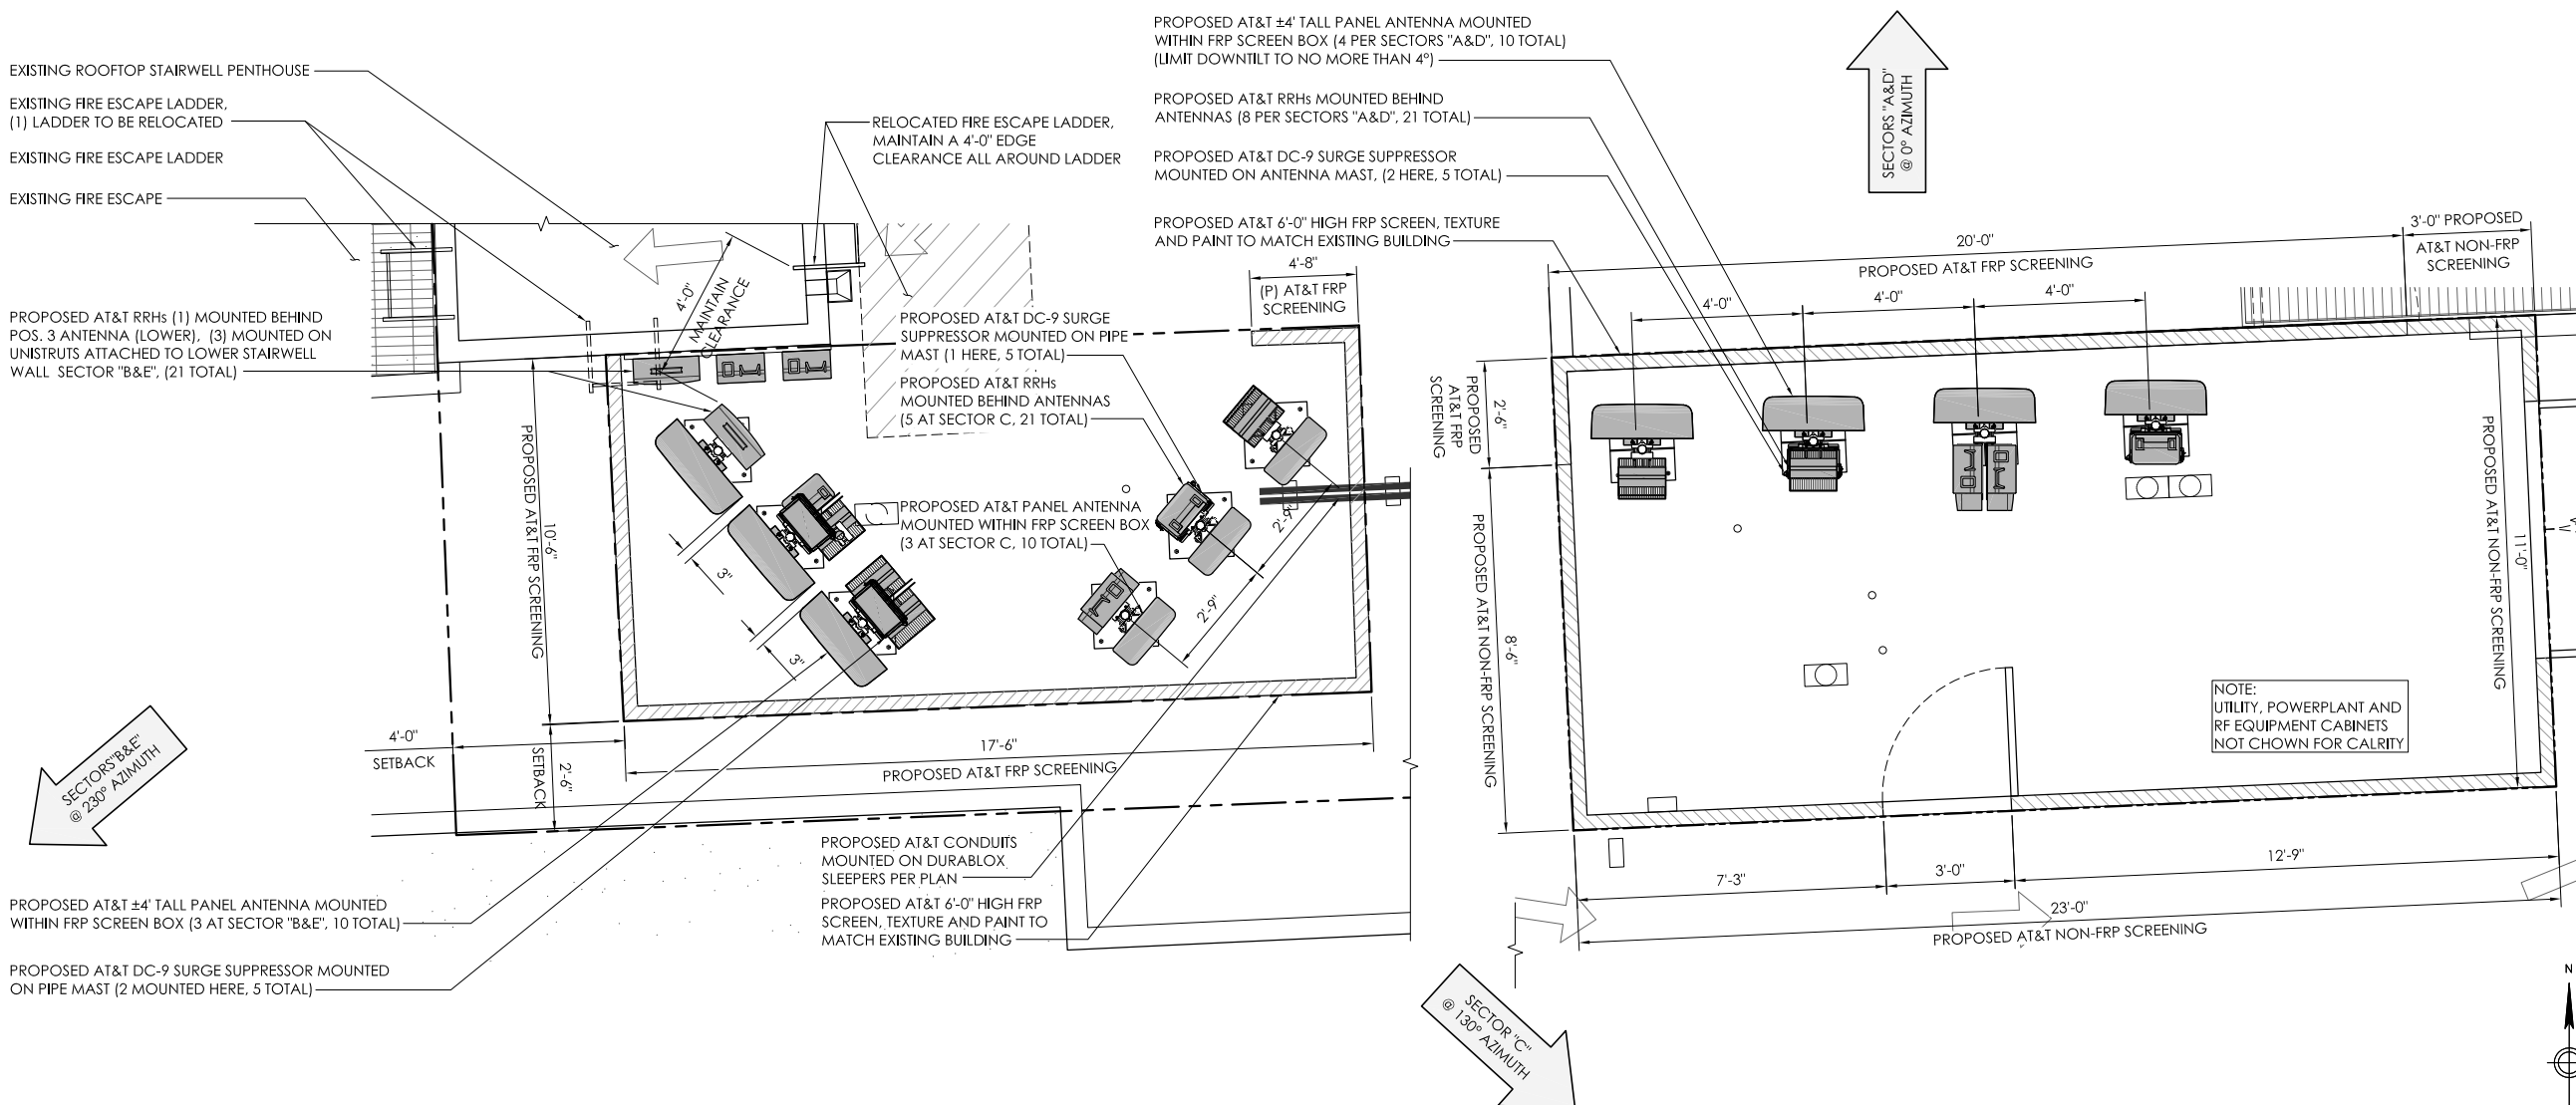 EXISTING ROOFTOP STAIRWELL PENTHOUSE
EXISTING FIRE ESCAPE LADDER,
(1) LADDER TO BE RELOCATED
EXISTING FIRE ESCAPE LADDER
EXISTING FIRE ESCAPE
PROPOSED AT&T RRHs (1) MOUNTED BEHIND
POS. 3 ANTENNA (LOWER), (3) MOUNTED ON
UNISTRUTS ATTACHED TO LOWER STAIRWELL
WALL SECTOR "B&E", (21 TOTAL)
RELOCATED FIRE ESCAPE LADDER,
MAINTAIN A 4'-0" EDGE
CLEARANCE ALL AROUND LADDER
4'-0"
MAINTAIN
CLEARANCE
PROPOSED AT&T DC-9 SURGE
SUPPRESSOR MOUNTED ON PIPE
MAST (1 HERE, 5 TOTAL)
PROPOSED AT&T RRHs
MOUNTED BEHIND ANTENNAS
(5 AT SECTOR C, 21 TOTAL)
PROPOSED AT&T PANEL ANTENNA
MOUNTED WITHIN FRP SCREEN BOX
(3 AT SECTOR C, 10 TOTAL)
4'-8"
(P) AT&T FRP
SCREENING
10'-6"
PROPOSED AT&T FRP SCREENING
3"
3"
2'-9"
2'-9"
4'-0"
SETBACK
2'-6"
SETBACK
17'-6"
PROPOSED AT&T FRP SCREENING
SECTORS"B&E"
@ 230° AZIMUTH
PROPOSED AT&T ±4' TALL PANEL ANTENNA MOUNTED
WITHIN FRP SCREEN BOX (3 AT SECTOR "B&E", 10 TOTAL)
PROPOSED AT&T DC-9 SURGE SUPPRESSOR MOUNTED
ON PIPE MAST (2 MOUNTED HERE, 5 TOTAL)
PROPOSED AT&T CONDUITS
MOUNTED ON DURABLOX
SLEEPERS PER PLAN
PROPOSED AT&T 6'-0" HIGH FRP
SCREEN, TEXTURE AND PAINT TO
MATCH EXISTING BUILDING
PROPOSED AT&T ±4' TALL PANEL ANTENNA MOUNTED
WITHIN FRP SCREEN BOX (4 PER SECTORS "A&D", 10 TOTAL)
(LIMIT DOWNTILT TO NO MORE THAN 4°)
PROPOSED AT&T RRHs MOUNTED BEHIND
ANTENNAS (8 PER SECTORS "A&D", 21 TOTAL)
PROPOSED AT&T DC-9 SURGE SUPPRESSOR
MOUNTED ON ANTENNA MAST, (2 HERE, 5 TOTAL)
PROPOSED AT&T 6'-0" HIGH FRP SCREEN, TEXTURE
AND PAINT TO MATCH EXISTING BUILDING
SECTORS "A&D"
@ 0° AZIMUTH
20'-0"
PROPOSED AT&T FRP SCREENING
3'-0" PROPOSED
AT&T NON-FRP
SCREENING
4'-0"
4'-0"
4'-0"
2'-6"
PROPOSED
AT&T FRP
SCREENING
8'-6"
PROPOSED AT&T NON-FRP SCREENING
11'-0"
PROPOSED AT&T NON-FRP SCREENING
NOTE:
UTILITY, POWERPLANT AND
RF EQUIPMENT CABINETS
NOT CHOWN FOR CALRITY
7'-3"
3'-0"
12'-9"
23'-0"
PROPOSED AT&T NON-FRP SCREENING
SECTOR "C"
@ 130° AZIMUTH
N